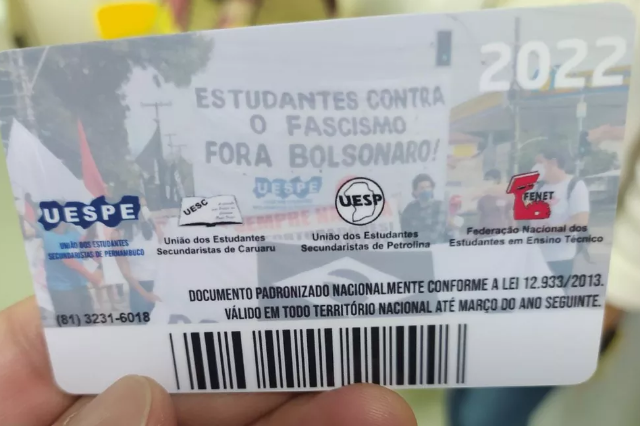 2022
ESTUDANTES CONTRA
O FASCISMO
FORA BOLSONARO!
UESPE
UESPE
UNIÃO DOS ESTUDANTES
SECUNDARISTAS DE PERNAMBUCO
UESC
União dos Estudantes
Secundaristas de Caruaru
UESP
União dos Estudantes
Secundaristas de Petrolina
FENET
Federação Nacional dos
Estudantes em Ensino Técnico
DOCUMENTO PADRONIZADO NACIONALMENTE CONFORME A LEI 12.933/2013.
VÁLIDO EM TODO TERRITÓRIO NACIONAL ATÉ MARÇO DO ANO SEGUINTE.
(81) 3231-6018